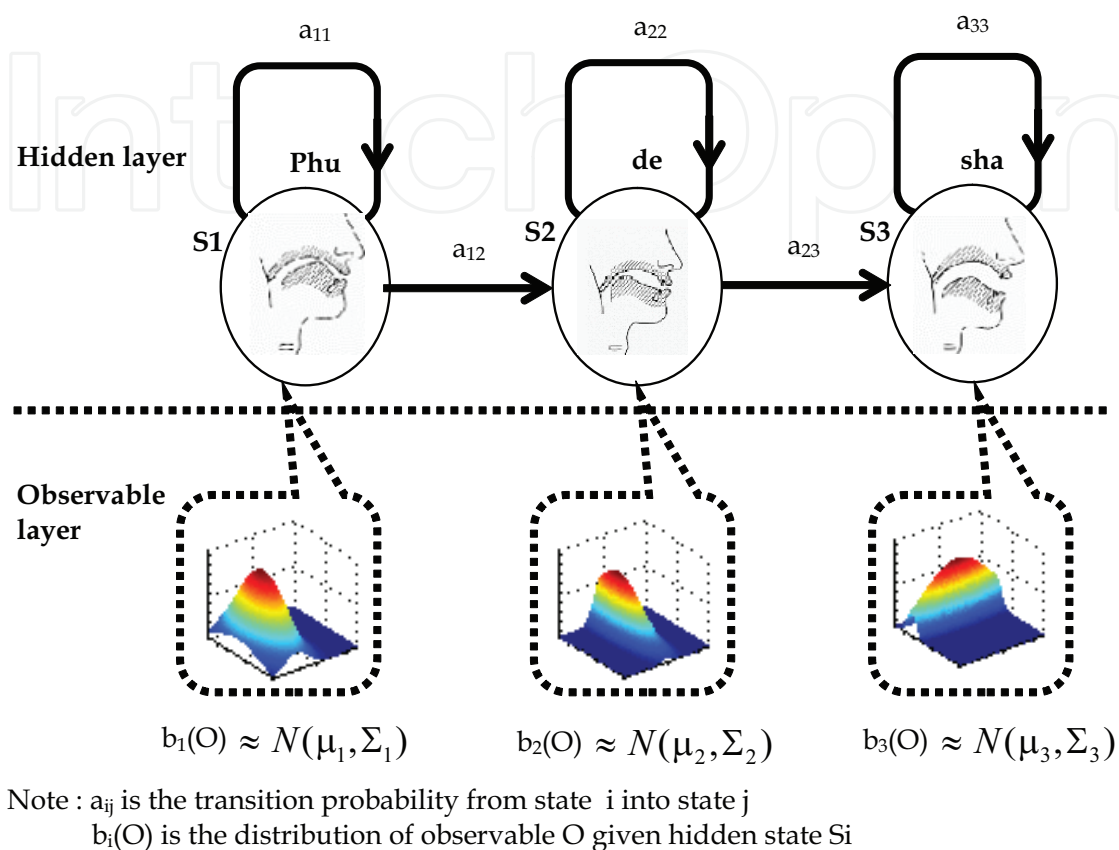 a₁₁ a₂₂ a₃₃
IntechOpen
Hidden layer Phu de sha
S1 S2 S3
a₁₂ a₂₃
Observable
layer
b₁(O) ≈ N(μ₁,Σ₁) b₂(O) ≈ N(μ₂,Σ₂) b₃(O) ≈ N(μ₃,Σ₃)
Note : aᵢⱼ is the transition probability from state i into state j
bᵢ(O) is the distribution of observable O given hidden state Si